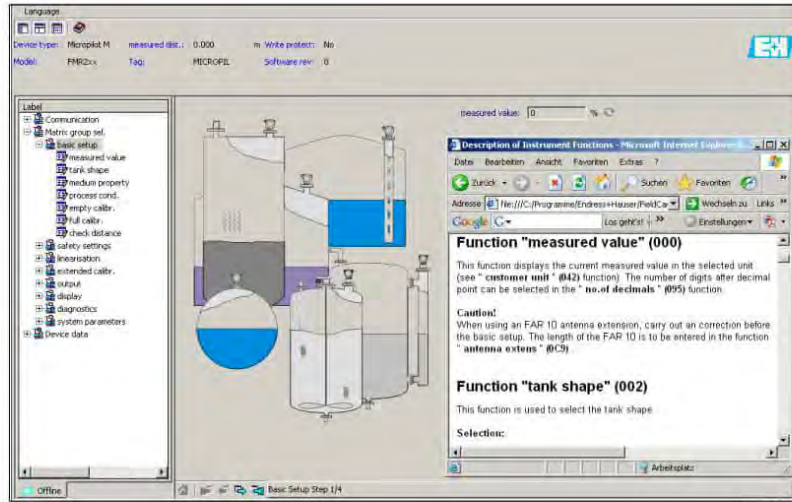 Language
Device type: Micropilot M measured dist.: 0.000 m Write protect: No
Model: FMR2xx Tag: MICROPIL Software rev: 0
E+H
Label
Communication
Matrix group sel.
basic setup
measured value
tank shape
medium property
process cond.
empty calibr.
full calibr.
check distance
safety settings
linearisation
extended calibr.
output
display
diagnostics
system parameters
Device data
Offline
measured value: 0 %
Description of Instrument Functions - Microsoft Internet Explorer
Datei Bearbeiten Ansicht Favoriten Extras ?
Zurück Suchen Favoriten
Adresse file:///C:/Programme/Endress+Hauser/FieldCa Wechseln zu Links
Google G Los geht's! Einstellungen
Function "measured value" (000)
This function displays the current measured value in the selected unit
(see " customer unit " (042) function). The number of digits after decimal
point can be selected in the " no.of decimals " (095) function.
Caution!
When using an FAR 10 antenna extension, carry out an correction before
the basic setup. The length of the FAR 10 is to be entered in the function
" antenna extens " (0C9) .
Function "tank shape" (002)
This function is used to select the tank shape.
Selection:
Arbeitsplatz
Basic Setup Step 1/4